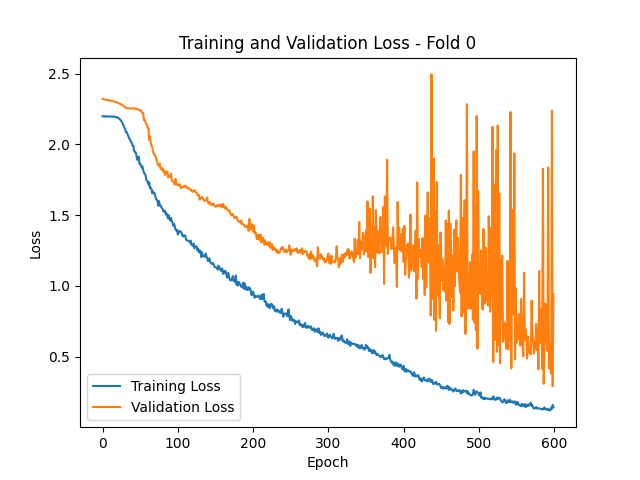 Training and Validation Loss - Fold 0
2.5
2.0
1.5
1.0
0.5
Loss
Training Loss
Validation Loss
0 100 200 300 400 500 600
Epoch